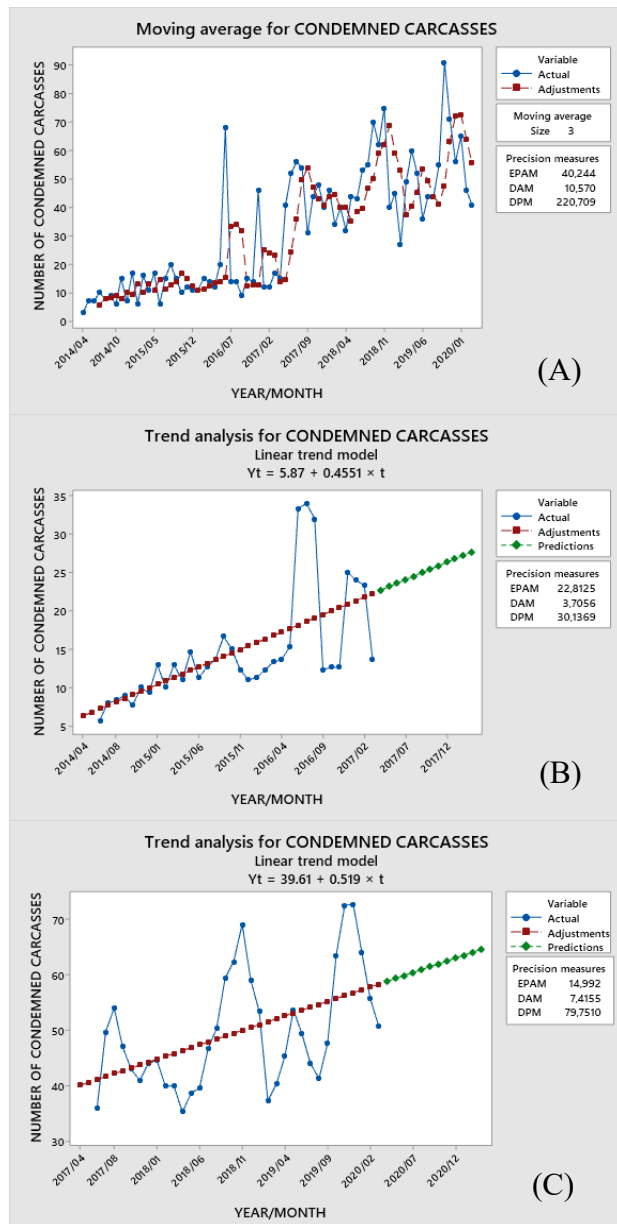 Moving average for CONDEMNED CARCASSES
NUMBER OF CONDEMNED CARCASSES
90
80
70
60
50
40
30
20
10
0
2014/04
2014/10
2015/05
2015/12
2016/07
2017/02
2017/09
2018/04
2018/11
2019/06
2020/01
YEAR/MONTH
Variable
Actual
Adjustments
Moving average
Size 3
Precision measures
EPAM 40,244
DAM 10,570
DPM 220,709
(A)
Trend analysis for CONDEMNED CARCASSES
Linear trend model
Yt = 5.87 + 0.4551 × t
NUMBER OF CONDEMNED CARCASSES
35
30
25
20
15
10
5
2014/04
2014/08
2015/01
2015/06
2015/11
2016/04
2016/09
2017/02
2017/07
2017/12
YEAR/MONTH
Variable
Actual
Adjustments
Predictions
Precision measures
EPAM 22,8125
DAM 3,7056
DPM 30,1369
(B)
Trend analysis for CONDEMNED CARCASSES
Linear trend model
Yt = 39.61 + 0.519 × t
NUMBER OF CONDEMNED CARCASSES
70
60
50
40
30
2017/04
2017/08
2018/01
2018/06
2018/11
2019/04
2019/09
2020/02
2020/07
2020/12
YEAR/MONTH
Variable
Actual
Adjustments
Predictions
Precision measures
EPAM 14,992
DAM 7,4155
DPM 79,7510
(C)